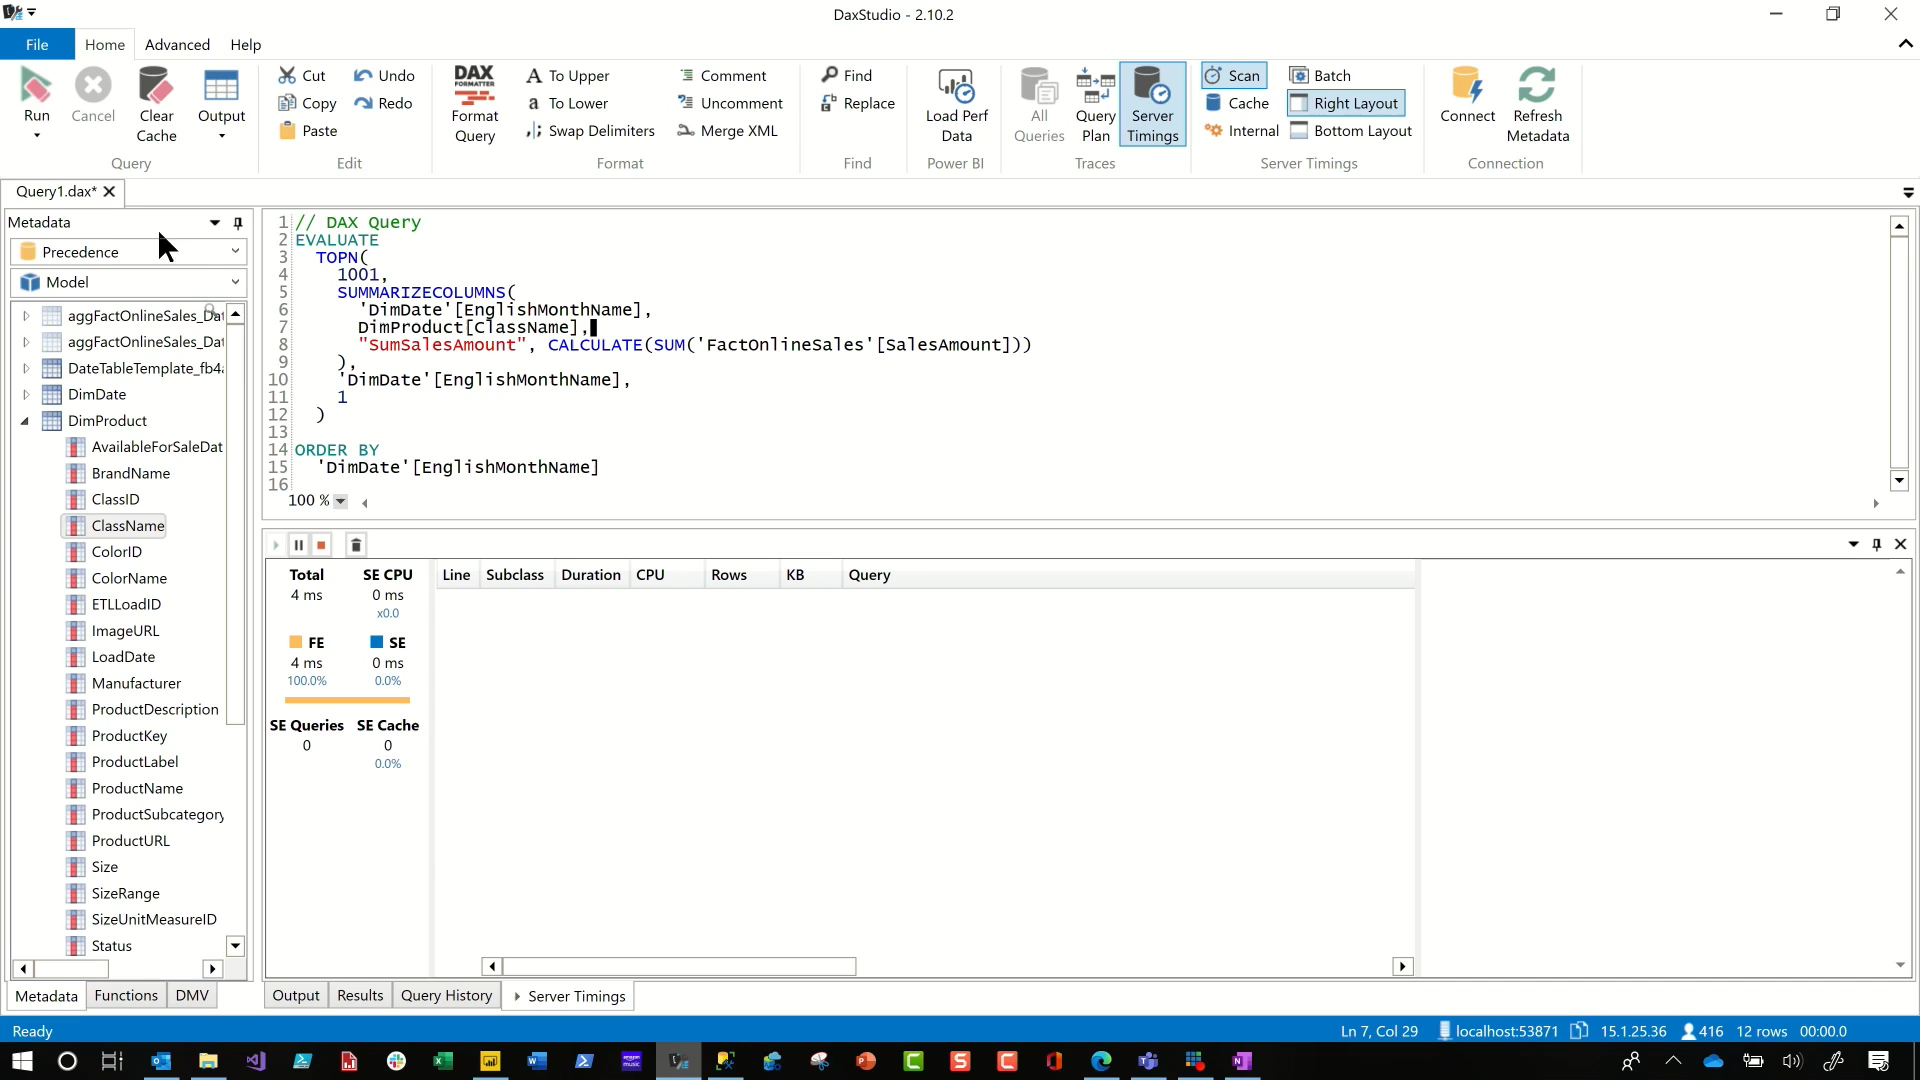 DaxStudio - 2.10.2
File Home Advanced Help
Run Cancel Clear Cache Output
Query
Cut Copy Paste Undo Redo
Edit
DAX FORMATTER Format Query
To Upper To Lower Swap Delimiters
Comment Uncomment Merge XML
Format
Find Replace
Find
Load Perf Data
Power BI
All Queries Query Plan Server Timings
Traces
Scan Cache Internal
Batch Right Layout Bottom Layout
Server Timings
Connect Refresh Metadata
Connection
Query1.dax*
Metadata
Precedence
Model
aggFactOnlineSales_Dat
aggFactOnlineSales_Dat
DateTableTemplate_fb4a
DimDate
DimProduct
AvailableForSaleDat
BrandName
ClassID
ClassName
ColorID
ColorName
ETLLoadID
ImageURL
LoadDate
Manufacturer
ProductDescription
ProductKey
ProductLabel
ProductName
ProductSubcategory
ProductURL
Size
SizeRange
SizeUnitMeasureID
Status
Metadata Functions DMV
1 // DAX Query
2 EVALUATE
3 TOPN(
4 1001,
5 SUMMARIZECOLUMNS(
6 'DimDate'[EnglishMonthName],
7 DimProduct[ClassName],
8 "SumSalesAmount", CALCULATE(SUM('FactOnlineSales'[SalesAmount]))
9 ),
10 'DimDate'[EnglishMonthName],
11 1
12 )
13
14 ORDER BY
15 'DimDate'[EnglishMonthName]
16
100 %
Total SE CPU
4 ms 0 ms
x0.0
FE SE
4 ms 0 ms
100.0% 0.0%
SE Queries SE Cache
0 0
0.0%
Line Subclass Duration CPU Rows KB Query
Output Results Query History Server Timings
Ready Ln 7, Col 29 localhost:53871 15.1.25.36 416 12 rows 00:00.0